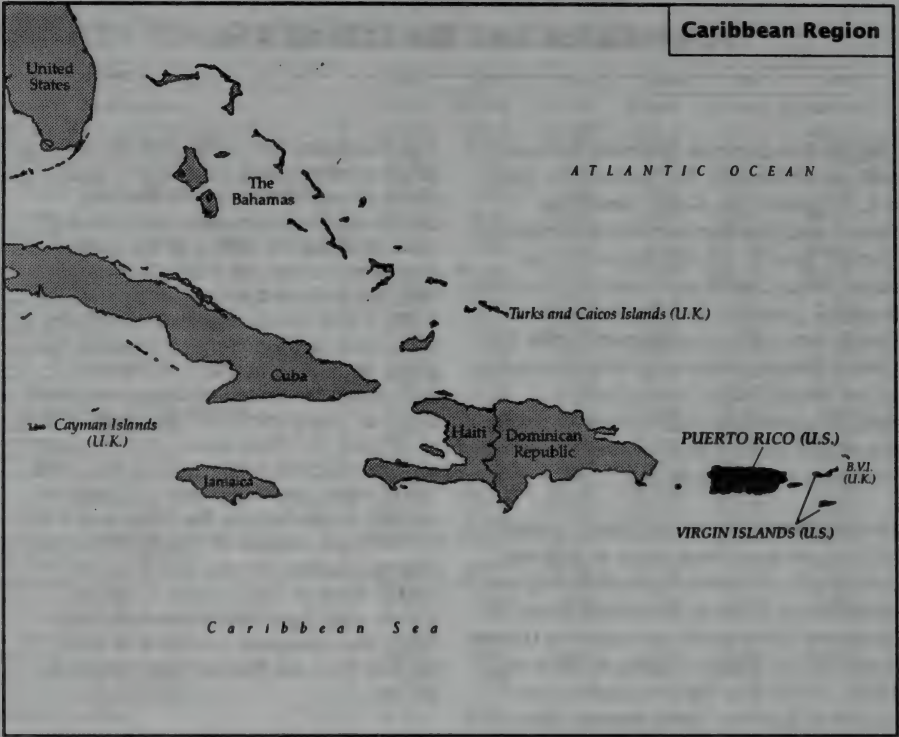 Caribbean Region
United
States
The
Bahamas
ATLANTIC OCEAN
Turks and Caicos Islands (U.K.)
Cuba
Cayman Islands
(U.K.)
Haiti
Dominican
Republic
PUERTO RICO (U.S.)
B.V.I.
(U.K.)
Jamaica
VIRGIN ISLANDS (U.S.)
Caribbean Sea